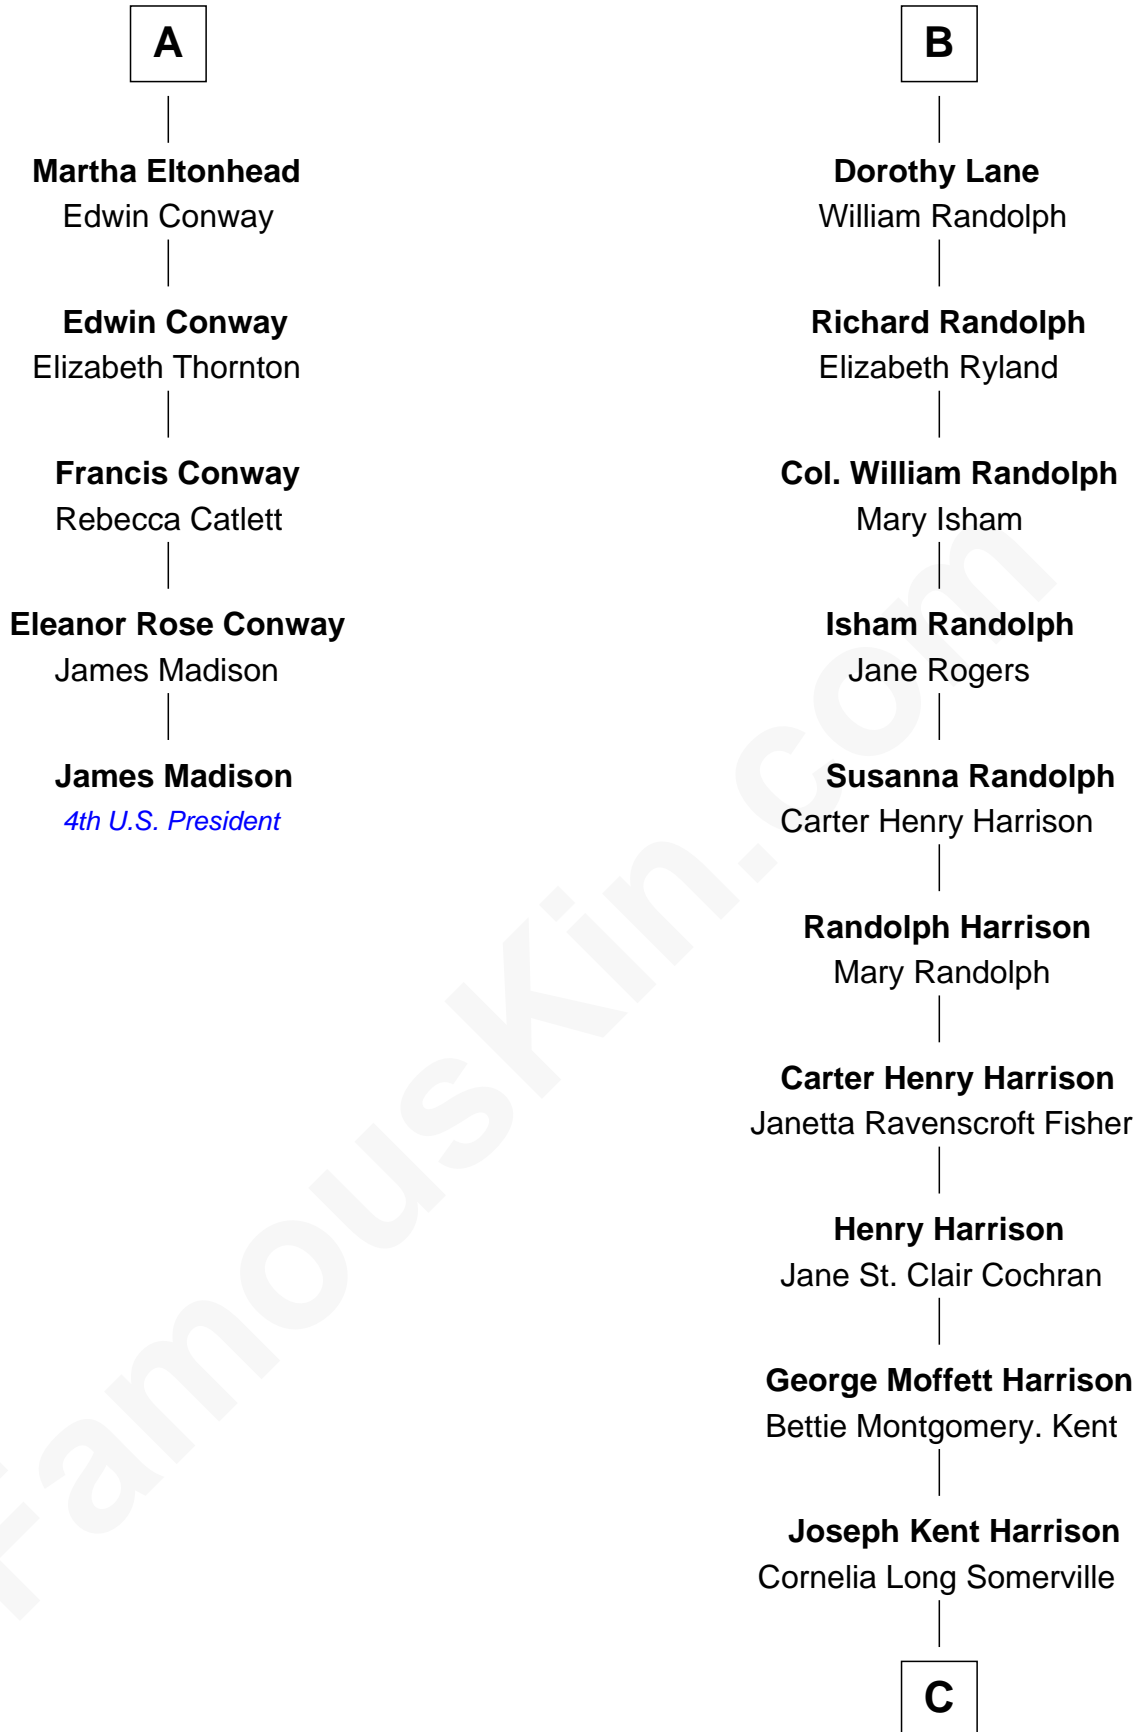 A
Martha Eltonhead
Edwin Conway
Edwin Conway
Elizabeth Thornton
Francis Conway
Rebecca Catlett
Eleanor Rose Conway
James Madison
James Madison
4th U.S. President
B
Dorothy Lane
William Randolph
Richard Randolph
Elizabeth Ryland
Col. William Randolph
Mary Isham
Isham Randolph
Jane Rogers
Susanna Randolph
Carter Henry Harrison
Randolph Harrison
Mary Randolph
Carter Henry Harrison
Janetta Ravenscroft Fisher
Henry Harrison
Jane St. Clair Cochran
George Moffett Harrison
Bettie Montgomery. Kent
Joseph Kent Harrison
Cornelia Long Somerville
C
FamousKin.com